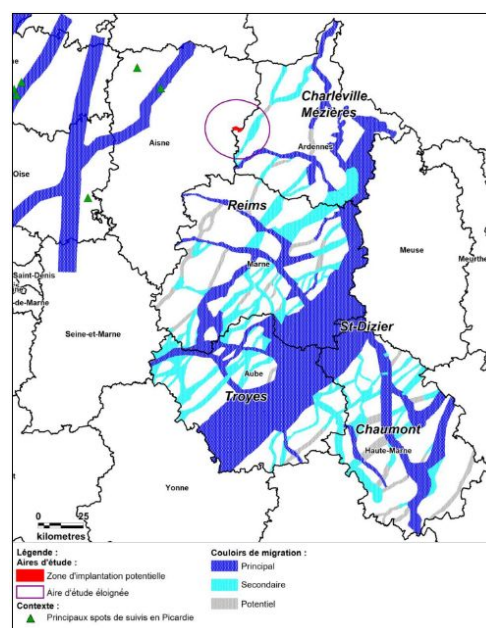 Charleville
Mézières
Aisne
Ardennes
Oise
Reims
Meuse
Marne
Meurthe
Saint-Denis
de-Marne
St-Dizier
Seine-et-Marne
Aube
Troyes
Chaumont
Haute-Marne
Yonne
0 25
kilometres
Légende :
Aires d'étude :
Zone d'implantation potentielle
Aire d'étude éloignée
Contexte :
Principaux spots de suivis en Picardie
Couloirs de migration :
Principal
Secondaire
Potentiel